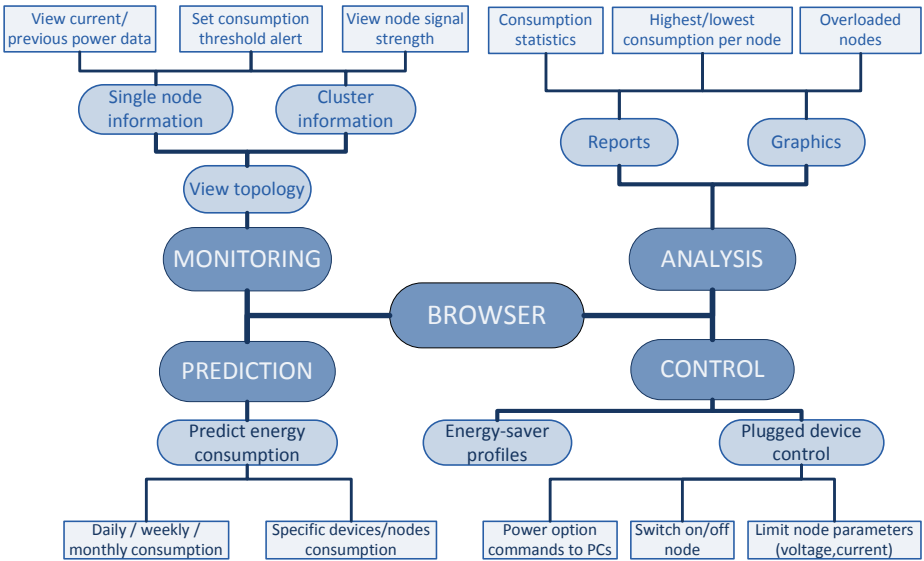 View current/
previous power data
Set consumption
threshold alert
View node signal
strength
Consumption
statistics
Highest/lowest
consumption per node
Overloaded
nodes
Single node
information
Cluster
information
Reports
Graphics
View topology
MONITORING
ANALYSIS
BROWSER
PREDICTION
CONTROL
Predict energy
consumption
Energy-saver
profiles
Plugged device
control
Daily / weekly /
monthly consumption
Specific devices/nodes
consumption
Power option
commands to PCs
Switch on/off
node
Limit node parameters
(voltage,current)